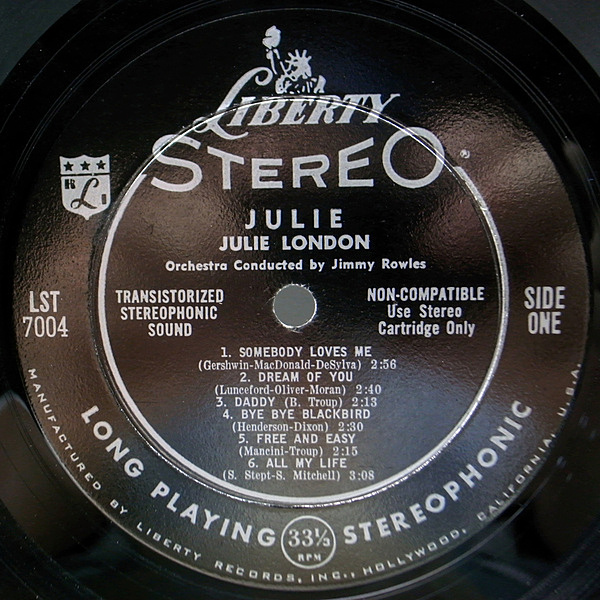 LIBERTY
STEREO
JULIE
JULIE LONDON
Orchestra Conducted by Jimmy Rowles
LST
7004
TRANSISTORIZED
STEREOPHONIC
SOUND
NON-COMPATIBLE
Use Stereo
Cartridge Only
SIDE
ONE
1. SOMEBODY LOVES ME
(Gershwin-MacDonald-DeSylva) 2:56
2. DREAM OF YOU
(Lunceford-Oliver-Moran) 2:40
3. DADDY (B. Troup) 2:13
4. BYE BYE BLACKBIRD
(Henderson-Dixon) 2:30
5. FREE AND EASY
(Mancini-Troup) 2:15
6. ALL MY LIFE
(S. Stept-S. Mitchell) 3:08
LONG PLAYING 33⅓ RPM STEREOPHONIC
MANUFACTURED BY LIBERTY RECORDS, INC., HOLLYWOOD, CALIFORNIA, U.S.A.